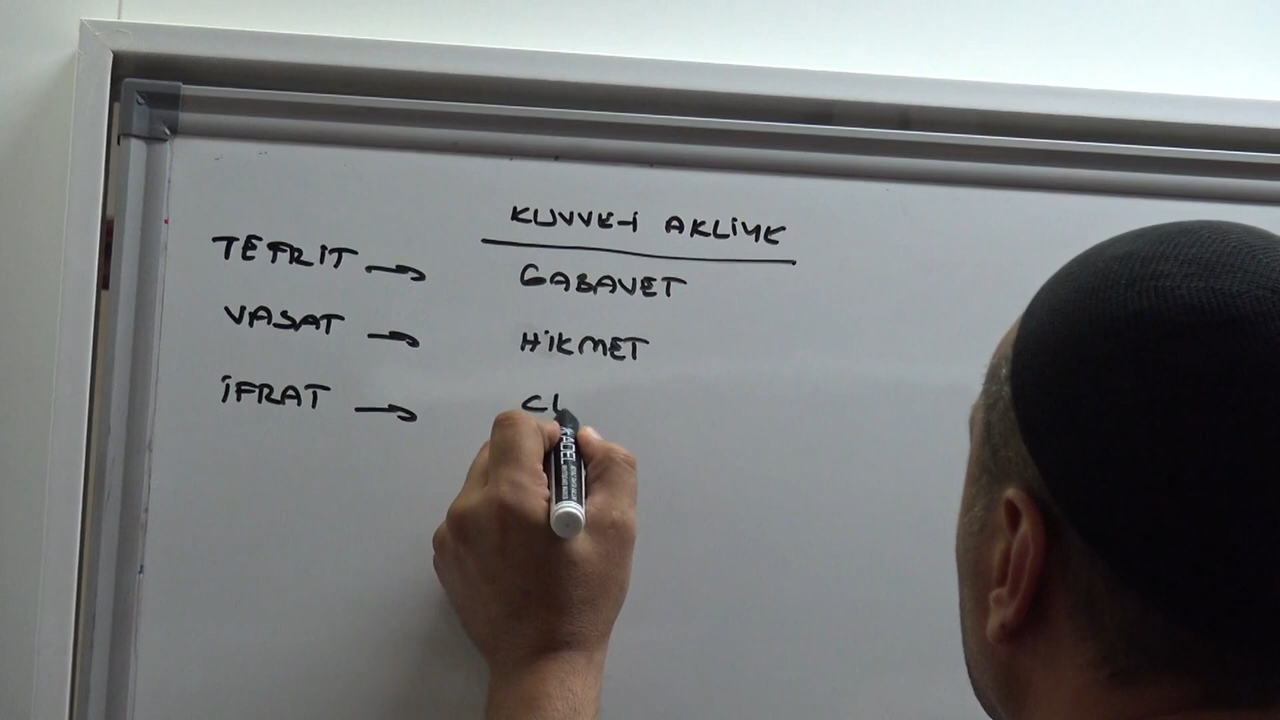 KUVVE-İ AKLİYE
TEFRİT → GABAVET
VASAT → HİKMET
İFRAT → C